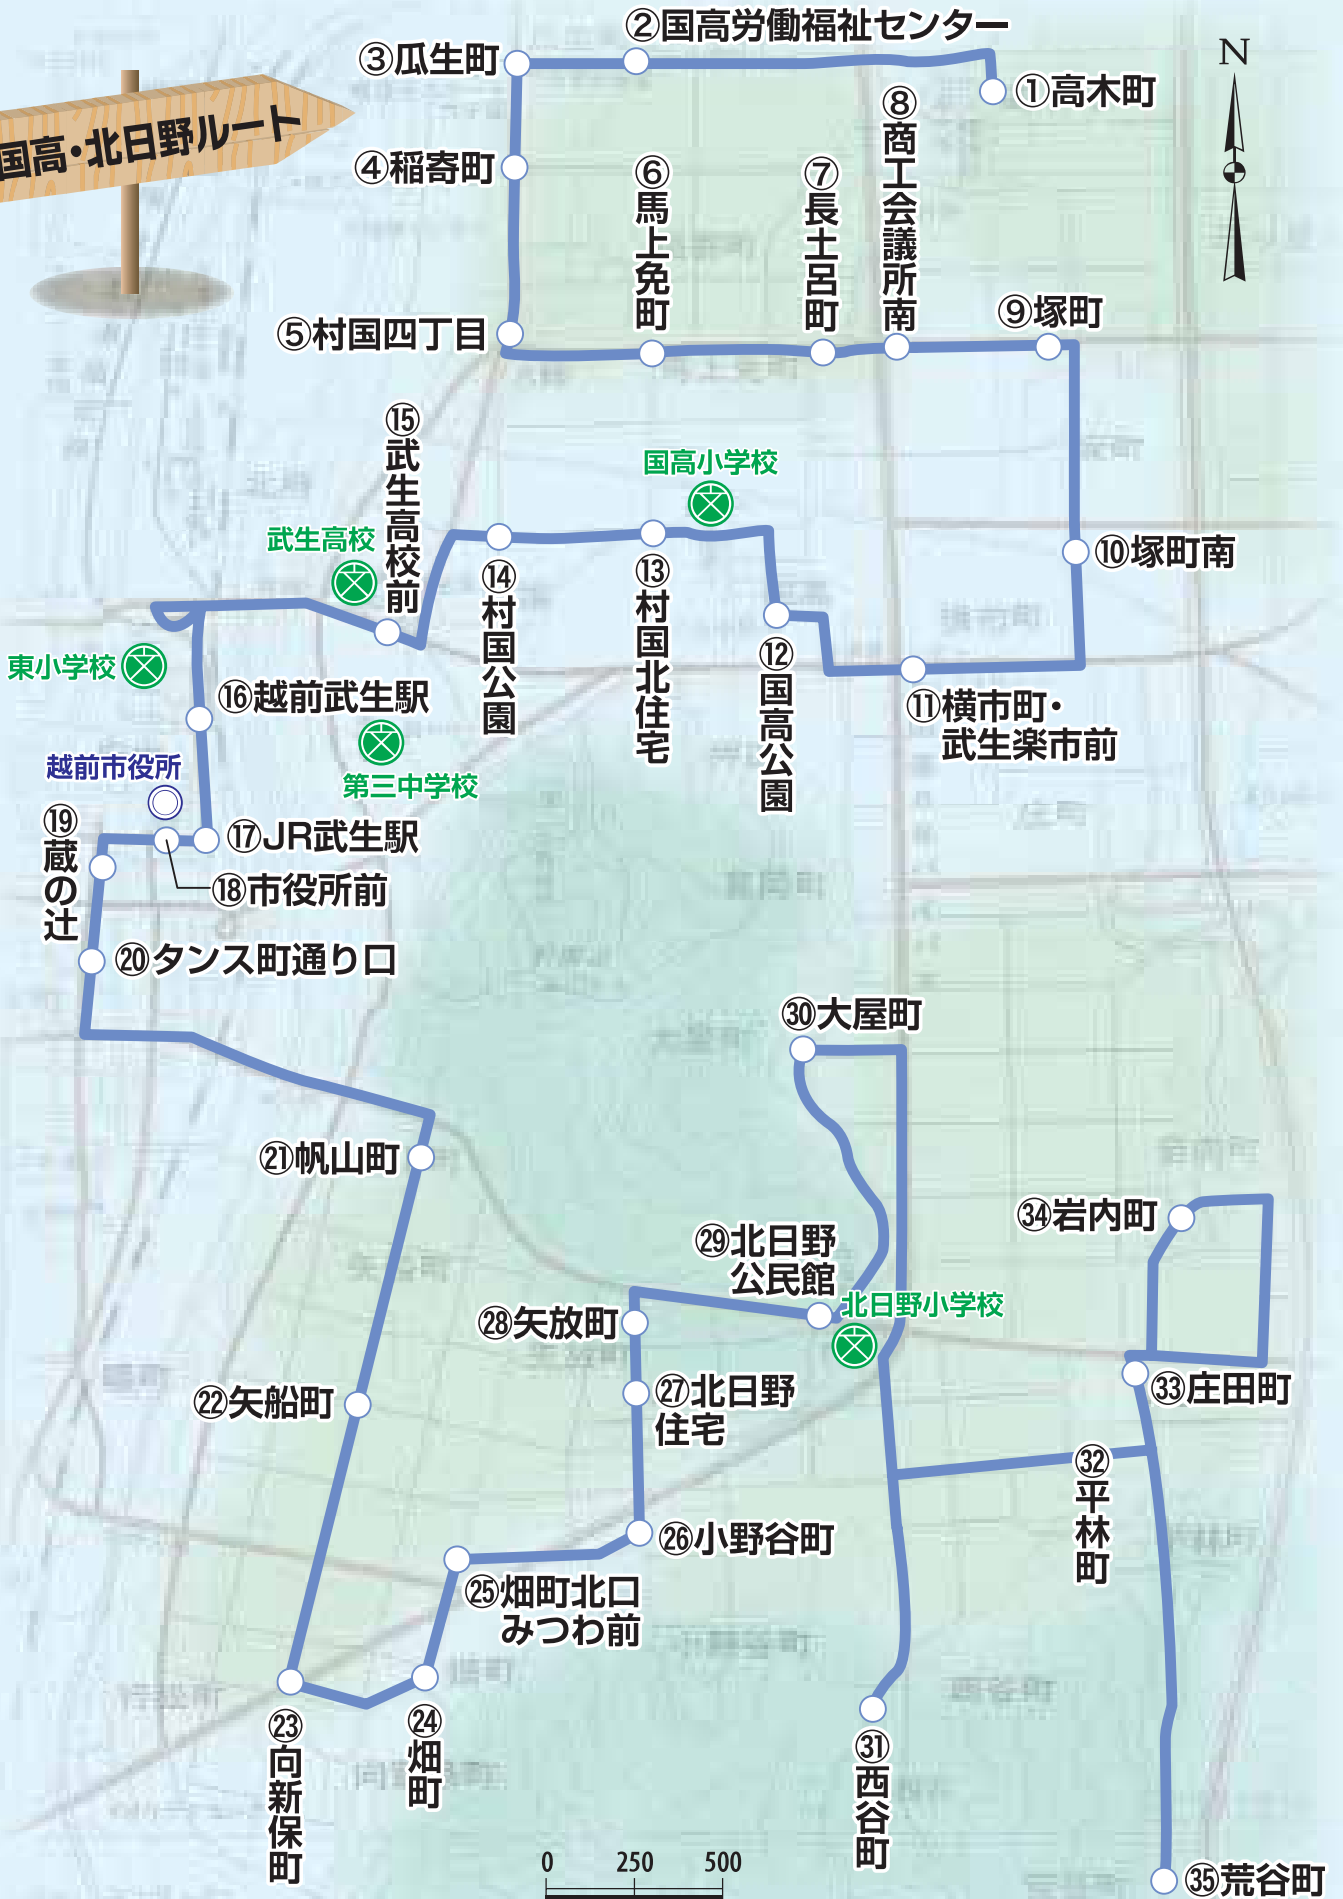 国高・北日野ルート
N
①高木町
②国高労働福祉センター
③瓜生町
④稲寄町
⑤村国四丁目
⑥馬上免町
⑦長土呂町
⑧商工会議所南
⑨塚町
⑩塚町南
⑪横市町・
武生楽市前
⑫国高公園
国高小学校
⑬村国北住宅
⑭村国公園
⑮武生高校前
武生高校
東小学校
⑯越前武生駅
第三中学校
越前市役所
⑰JR武生駅
⑱市役所前
⑲蔵の辻
⑳タンス町通り口
㉑帆山町
㉒矢船町
㉓向新保町
㉔畑町
㉕畑町北口
みつわ前
㉖小野谷町
㉗北日野
住宅
㉘矢放町
㉙北日野
公民館
北日野小学校
㉚大屋町
㉛西谷町
㉜平林町
㉝庄田町
㉞岩内町
㉟荒谷町
0 250 500